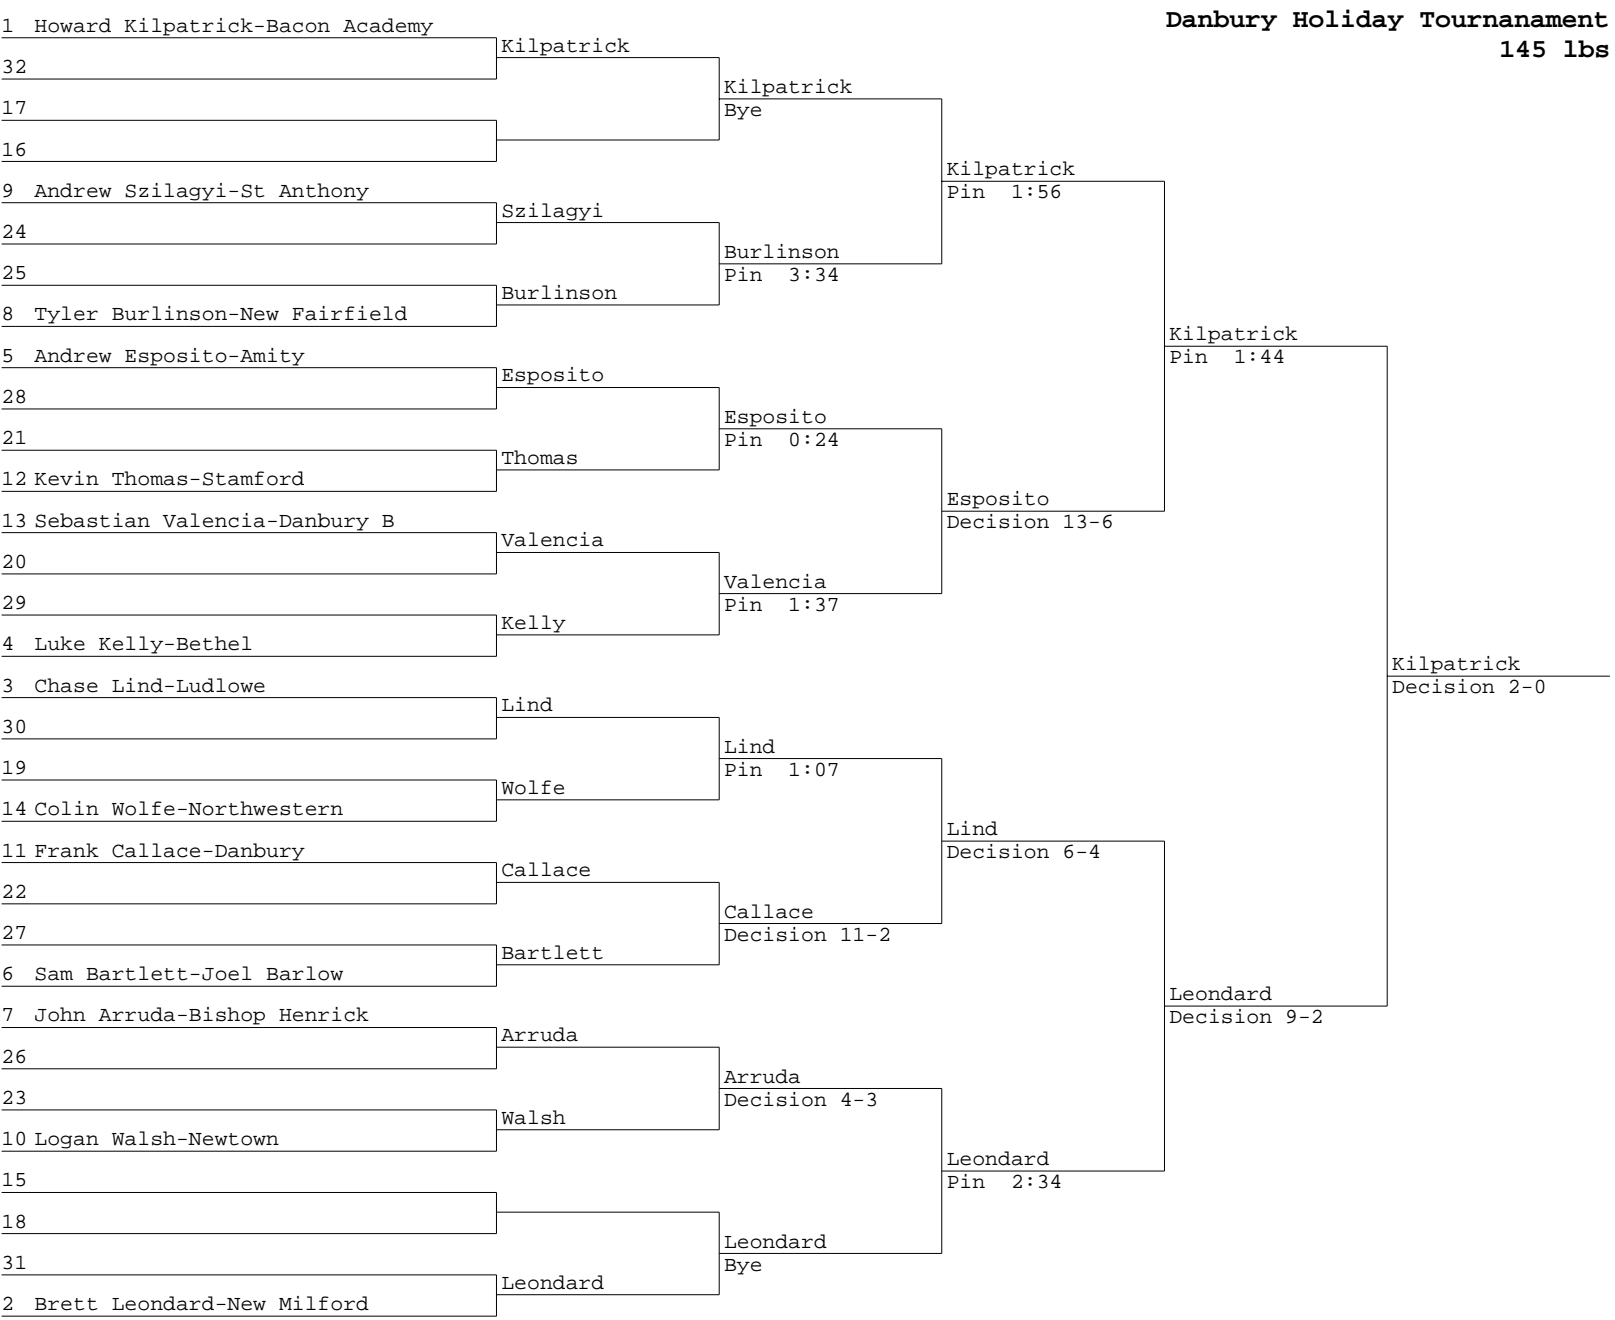 Danbury Holiday Tournanament
145 lbs
1 Howard Kilpatrick-Bacon Academy
32
17
16
9 Andrew Szilagyi-St Anthony
24
25
8 Tyler Burlinson-New Fairfield
5 Andrew Esposito-Amity
28
21
12 Kevin Thomas-Stamford
13 Sebastian Valencia-Danbury B
20
29
4 Luke Kelly-Bethel
3 Chase Lind-Ludlowe
30
19
14 Colin Wolfe-Northwestern
11 Frank Callace-Danbury
22
27
6 Sam Bartlett-Joel Barlow
7 John Arruda-Bishop Henrick
26
23
10 Logan Walsh-Newtown
15
18
31
2 Brett Leondard-New Milford
Kilpatrick
Szilagyi
Burlinson
Esposito
Thomas
Valencia
Kelly
Lind
Wolfe
Callace
Bartlett
Arruda
Walsh
Leondard
Kilpatrick
Bye
Burlinson
Pin 3:34
Esposito
Pin 0:24
Valencia
Pin 1:37
Lind
Pin 1:07
Callace
Decision 11-2
Arruda
Decision 4-3
Leondard
Bye
Kilpatrick
Pin 1:56
Esposito
Decision 13-6
Lind
Decision 6-4
Leondard
Pin 2:34
Kilpatrick
Pin 1:44
Leondard
Decision 9-2
Kilpatrick
Decision 2-0